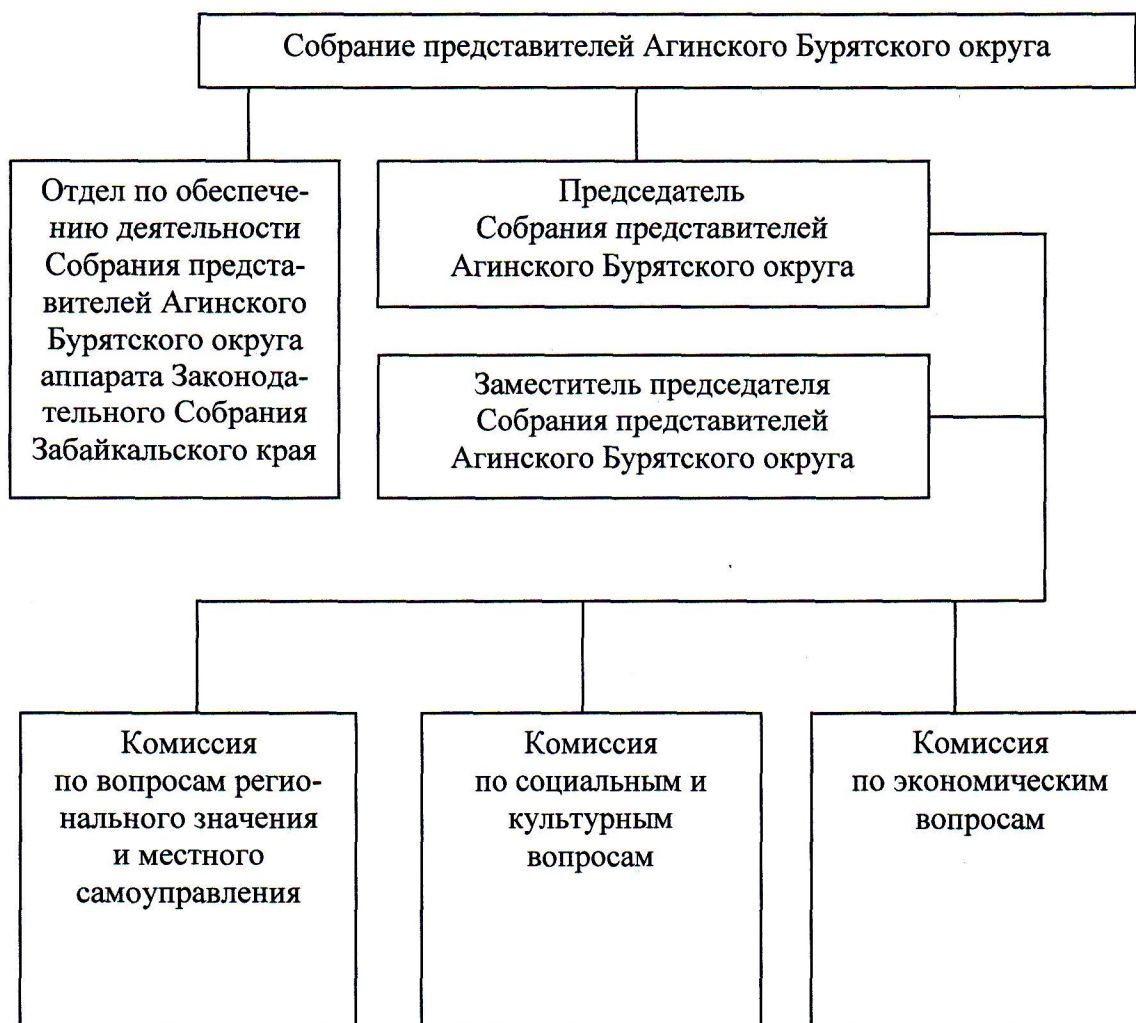 Собрание представителей Агинского Бурятского округа
Отдел по обеспече-
нию деятельности
Собрания предста-
вителей Агинского
Бурятского округа
аппарата Законода-
тельного Собрания
Забайкальского края
Председатель
Собрания представителей
Агинского Бурятского округа
Заместитель председателя
Собрания представителей
Агинского Бурятского округа
Комиссия
по вопросам регио-
нального значения
и местного
самоуправления
Комиссия
по социальным и
культурным
вопросам
Комиссия
по экономическим
вопросам